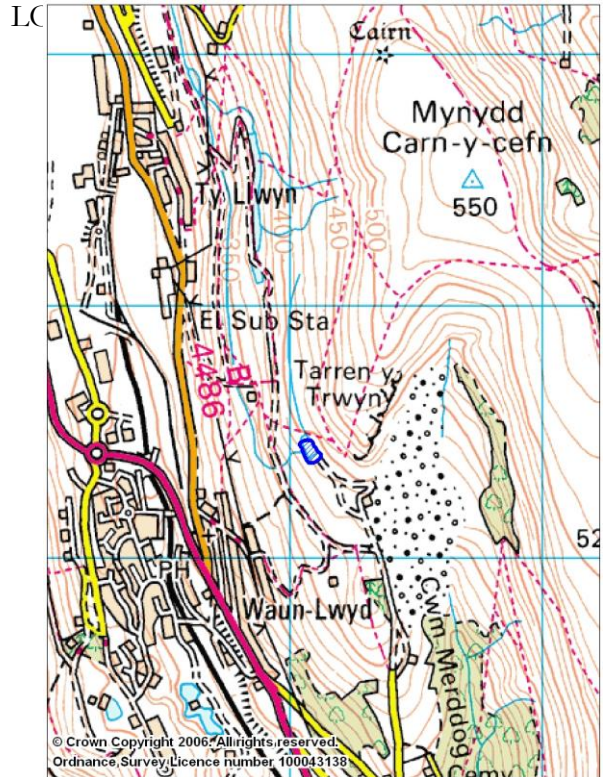 LO
Cairn
Mynydd
Carn-y-cefn
550
Ty Llwyn
400
450
500
350
El Sub Sta
B 4486
Tarren y
Trwyn
52
PH
Waun-Lwyd
Cwm Merddog
Cemy
© Crown Copyright 2006. All rights reserved.
Ordnance Survey Licence number 100043138